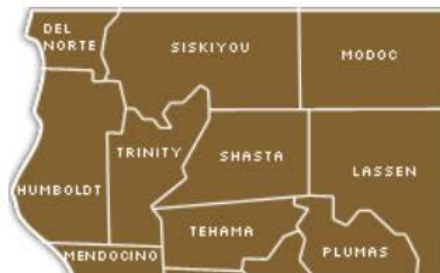 DEL
NORTE
SISKIYOU
MODOC
TRINITY
SHASTA
LASSEN
HUMBOLDT
TEHAMA
MENDOCINO
PLUMAS